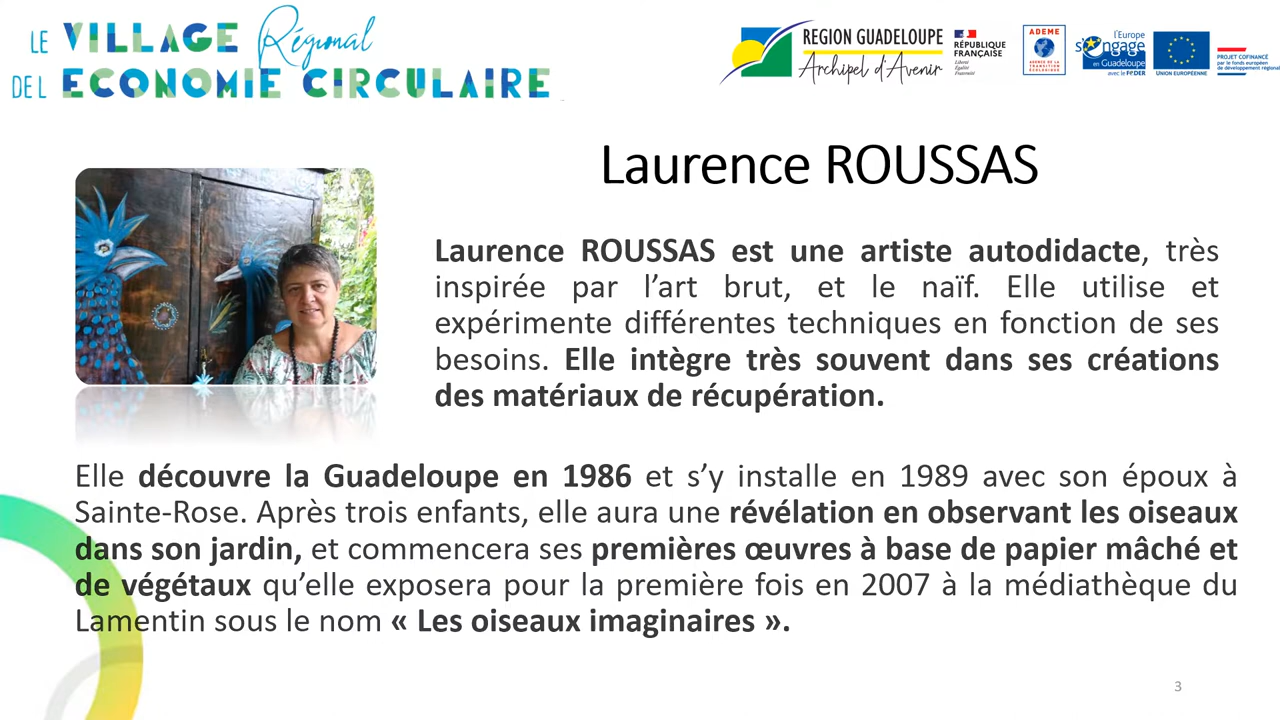 LE VILLAGE Régional
DE L ECONOMIE CIRCULAIRE
REGION GUADELOUPE
Archipel d'Avenir
RÉPUBLIQUE
FRANÇAISE
Liberté
Égalité
Fraternité
ADEME
AGENCE DE LA
TRANSITION
ÉCOLOGIQUE
l'Europe
s'engage
en Guadeloupe
avec le FEDER
UNION EUROPÉENNE
PROJET COFINANCÉ
par le fonds européen
de développement régional
Laurence ROUSSAS
Laurence ROUSSAS est une artiste autodidacte, très
inspirée par l’art brut, et le naïf. Elle utilise et
expérimente différentes techniques en fonction de ses
besoins. Elle intègre très souvent dans ses créations
des matériaux de récupération.
Elle découvre la Guadeloupe en 1986 et s’y installe en 1989 avec son époux à
Sainte-Rose. Après trois enfants, elle aura une révélation en observant les oiseaux
dans son jardin, et commencera ses premières œuvres à base de papier mâché et
de végétaux qu’elle exposera pour la première fois en 2007 à la médiathèque du
Lamentin sous le nom « Les oiseaux imaginaires ».
3